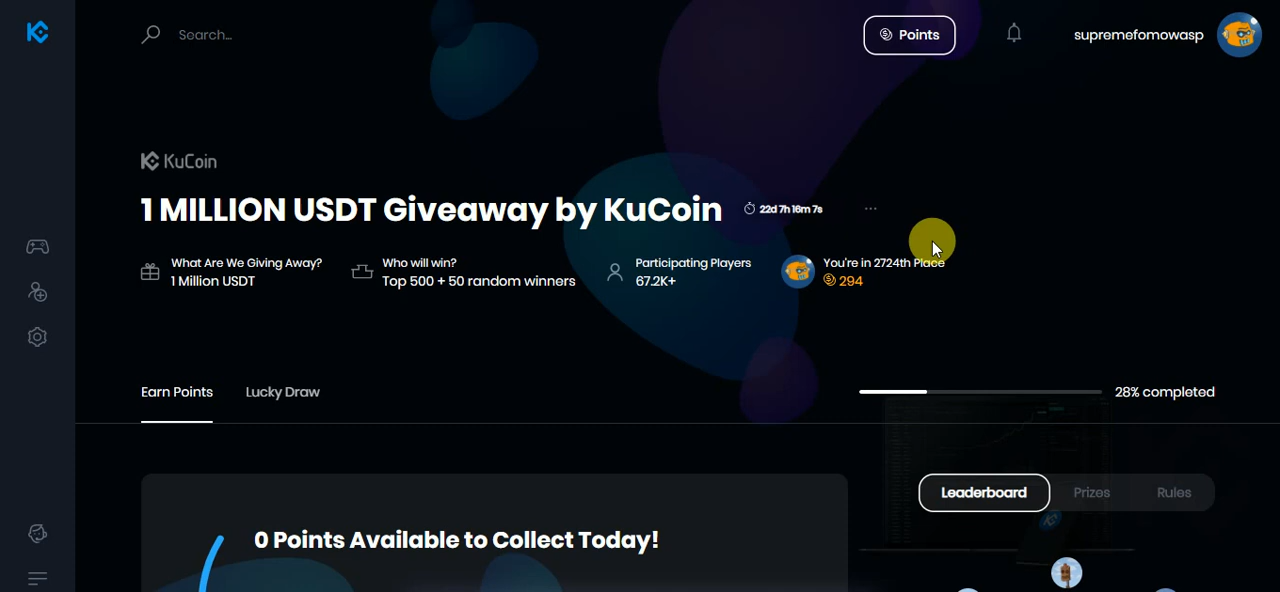 Search...
Points
supremefomowasp
KuCoin
1 MILLION USDT Giveaway by KuCoin
22d 7h 16m 7s
What Are We Giving Away?
1 Million USDT
Who will win?
Top 500 + 50 random winners
Participating Players
67.2K+
You're in 2724th Place
294
Earn Points
Lucky Draw
28% completed
Leaderboard
Prizes
Rules
0 Points Available to Collect Today!